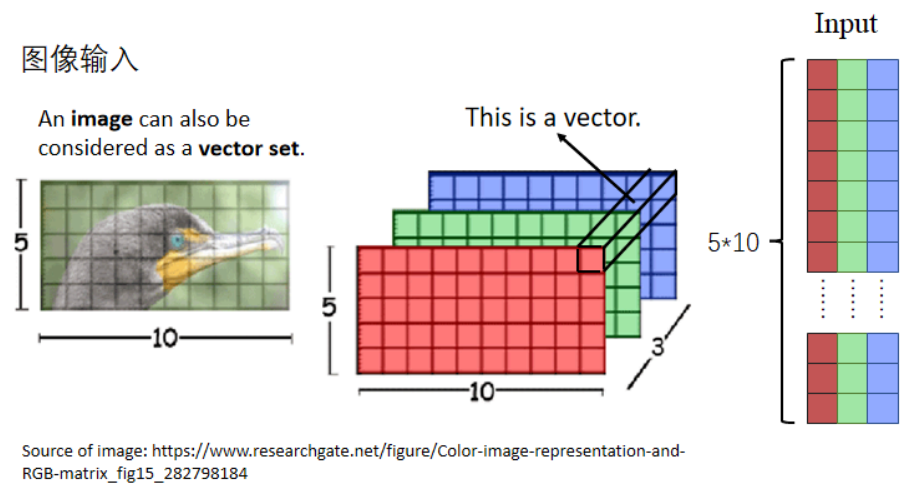 图像输入
An image can also be
considered as a vector set.
5
10
This is a vector.
5
10
3
Input
5*10
Source of image: https://www.researchgate.net/figure/Color-image-representation-and-
RGB-matrix_fig15_282798184